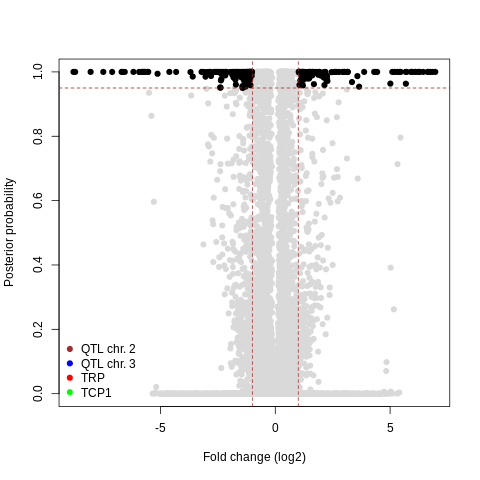 1.0
0.8
0.6
0.4
0.2
0.0
Posterior probability
QTL chr. 2
QTL chr. 3
TRP
TCP1
-5 0 5
Fold change (log2)